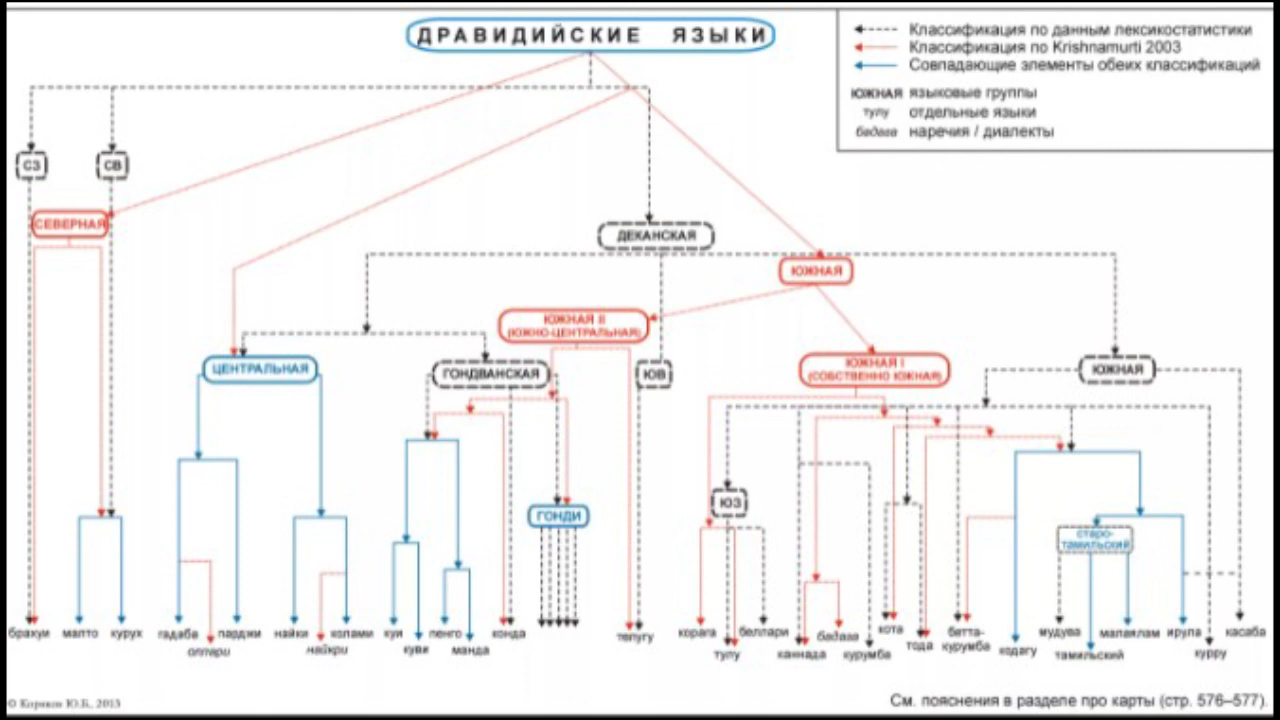 ДРАВИДИЙСКИЕ ЯЗЫКИ
Классификация по данным лексикостатистики
Классификация по Krishnamurti 2003
Совпадающие элементы обеих классификаций
ЮЖНАЯ языковые группы
тулу отдельные языки
бадага наречия / диалекты
СЗ
СВ
СЕВЕРНАЯ
ДЕКАНСКАЯ
ЮЖНАЯ
ЮЖНАЯ II
(ЮЖНО-ЦЕНТРАЛЬНАЯ)
ЦЕНТРАЛЬНАЯ
ГОНДВАНСКАЯ
ЮВ
ЮЖНАЯ I
(СОБСТВЕННО ЮЖНАЯ)
ЮЖНАЯ
ЮЗ
ГОНДИ
старо-
тамильский
брахуи
малто
курух
гадаба
оллари
парджи
найки
найкри
колами
куи
куви
пенго
манда
конда
телугу
корага
тулу
беллари
каннада
бадага
курумба
кота
тода
бетта-
курумба
кодагу
мудува
тамильский
малаялам
ирула
курру
касаба
© Коряков Ю.Б., 2013
См. пояснения в разделе про карты (стр. 576–577).